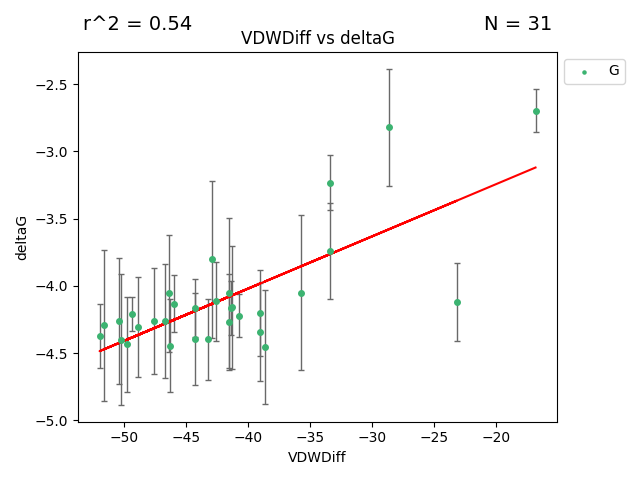 r^2 = 0.54
N = 31
VDWDiff vs deltaG
G
−2.5
−3.0
−3.5
−4.0
−4.5
−5.0
deltaG
−50
−45
−40
−35
−30
−25
−20
VDWDiff